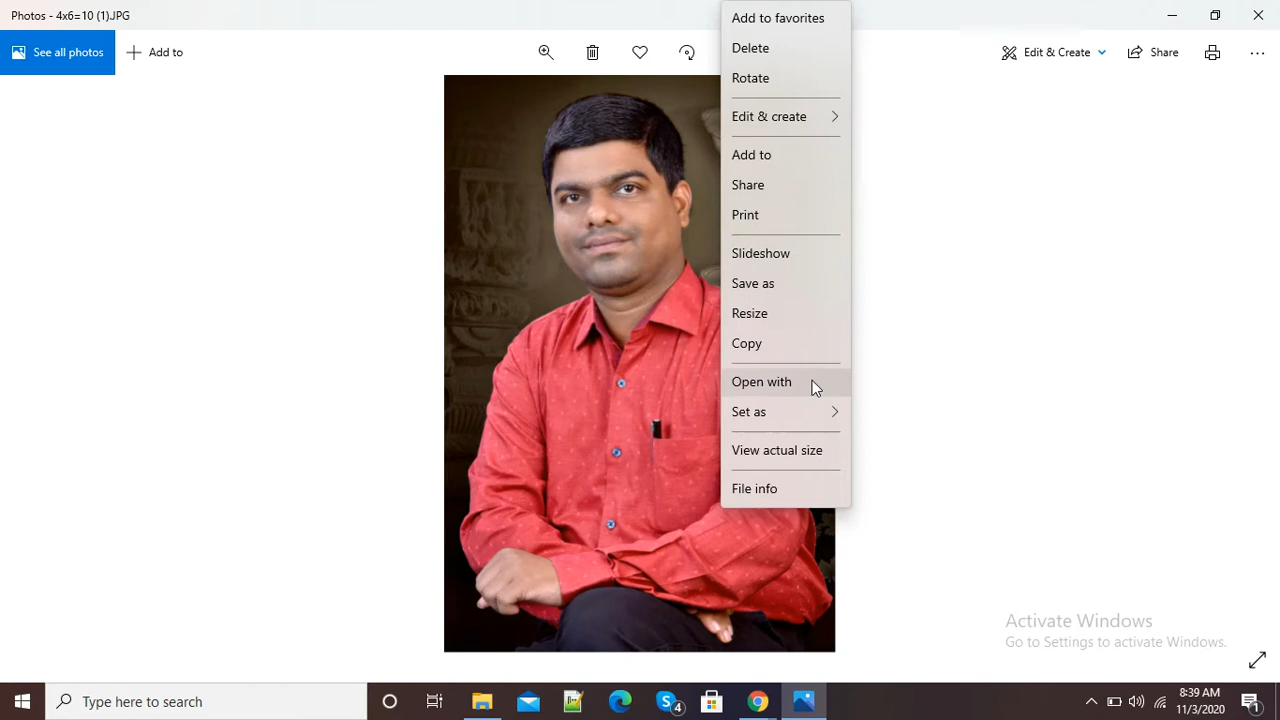 Photos - 4x6=10 (1).JPG
See all photos
Add to
Edit & Create
Share
Add to favorites
Delete
Rotate
Edit & create
Add to
Share
Print
Slideshow
Save as
Resize
Copy
Open with
Set as
View actual size
File info
Activate Windows
Go to Settings to activate Windows.
Type here to search
4
8:39 AM
11/3/2020
1